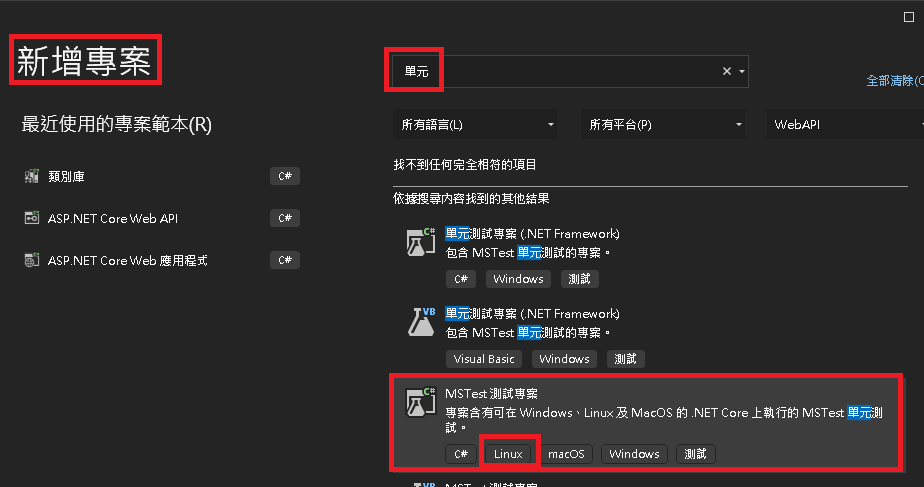 新增專案
單元
全部清除(C
最近使用的專案範本(R)
所有語言(L)
所有平台(P)
WebAPI
找不到任何完全相符的項目
類別庫
C#
依據搜尋內容找到的其他結果
ASP.NET Core Web API
C#
單元測試專案 (.NET Framework)
包含 MSTest 單元測試的專案。
ASP.NET Core Web 應用程式
C#
C#
Windows
測試
單元測試專案 (.NET Framework)
包含 MSTest 單元測試的專案。
Visual Basic
Windows
測試
MSTest 測試專案
專案含有可在 Windows、Linux 及 MacOS 的 .NET Core 上執行的 MSTest 單元測
試。
C#
Linux
macOS
Windows
測試